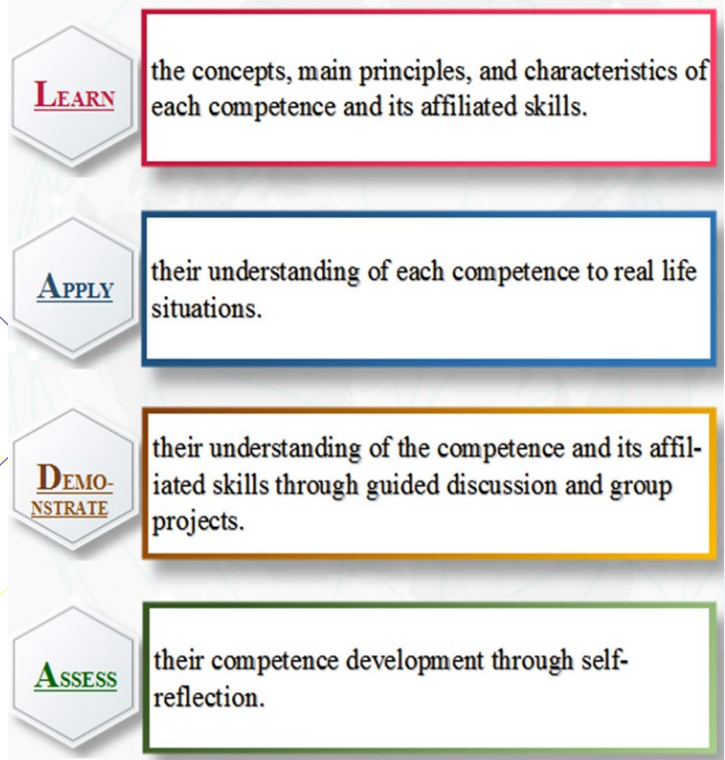 LEARN
the concepts, main principles, and characteristics of
each competence and its affiliated skills.
APPLY
their understanding of each competence to real life
situations.
DEMO-
NSTRATE
their understanding of the competence and its affil-
iated skills through guided discussion and group
projects.
ASSESS
their competence development through self-
reflection.